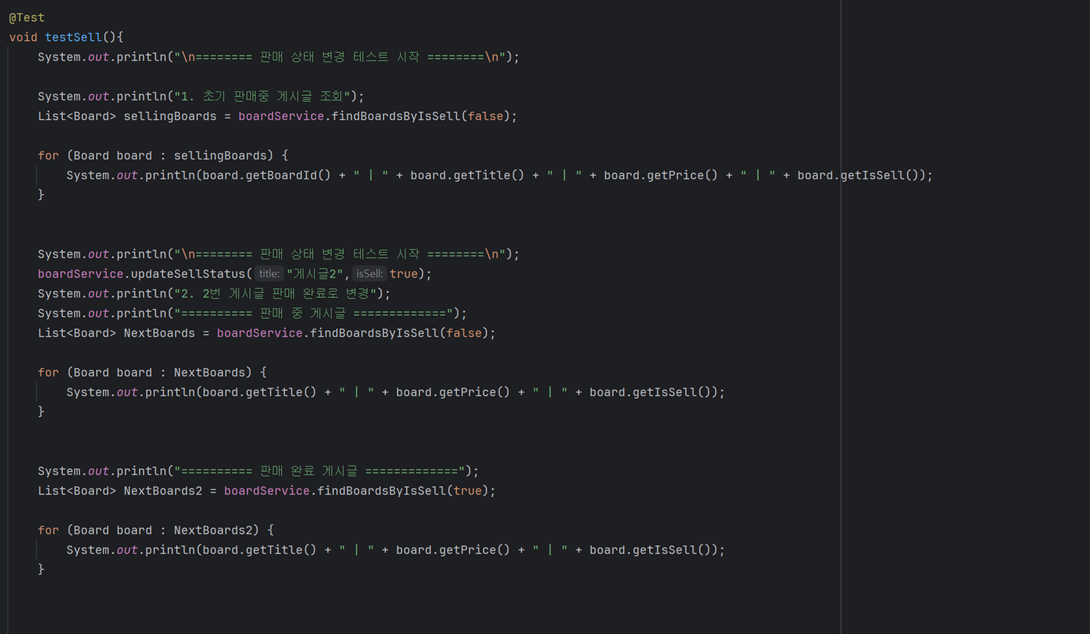 @Test
void testSell(){
System.out.println("\n======== 판매 상태 변경 테스트 시작 ========\n");
System.out.println("1. 초기 판매중 게시글 조회");
List<Board> sellingBoards = boardService.findBoardsByIsSell(false);
for (Board board : sellingBoards) {
System.out.println(board.getBoardId() + " | " + board.getTitle() + " | " + board.getPrice() + " | " + board.getIsSell());
}
System.out.println("\n======== 판매 상태 변경 테스트 시작 ========\n");
boardService.updateSellStatus( title: "게시글2", isSell: true);
System.out.println("2. 2번 게시글 판매 완료로 변경");
System.out.println("========== 판매 중 게시글 =============");
List<Board> NextBoards = boardService.findBoardsByIsSell(false);
for (Board board : NextBoards) {
System.out.println(board.getTitle() + " | " + board.getPrice() + " | " + board.getIsSell());
}
System.out.println("========== 판매 완료 게시글 =============");
List<Board> NextBoards2 = boardService.findBoardsByIsSell(true);
for (Board board : NextBoards2) {
System.out.println(board.getTitle() + " | " + board.getPrice() + " | " + board.getIsSell());
}